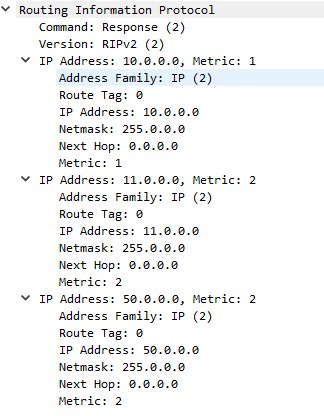 Routing Information Protocol
Command: Response (2)
Version: RIPv2 (2)
IP Address: 10.0.0.0, Metric: 1
Address Family: IP (2)
Route Tag: 0
IP Address: 10.0.0.0
Netmask: 255.0.0.0
Next Hop: 0.0.0.0
Metric: 1
IP Address: 11.0.0.0, Metric: 2
Address Family: IP (2)
Route Tag: 0
IP Address: 11.0.0.0
Netmask: 255.0.0.0
Next Hop: 0.0.0.0
Metric: 2
IP Address: 50.0.0.0, Metric: 2
Address Family: IP (2)
Route Tag: 0
IP Address: 50.0.0.0
Netmask: 255.0.0.0
Next Hop: 0.0.0.0
Metric: 2